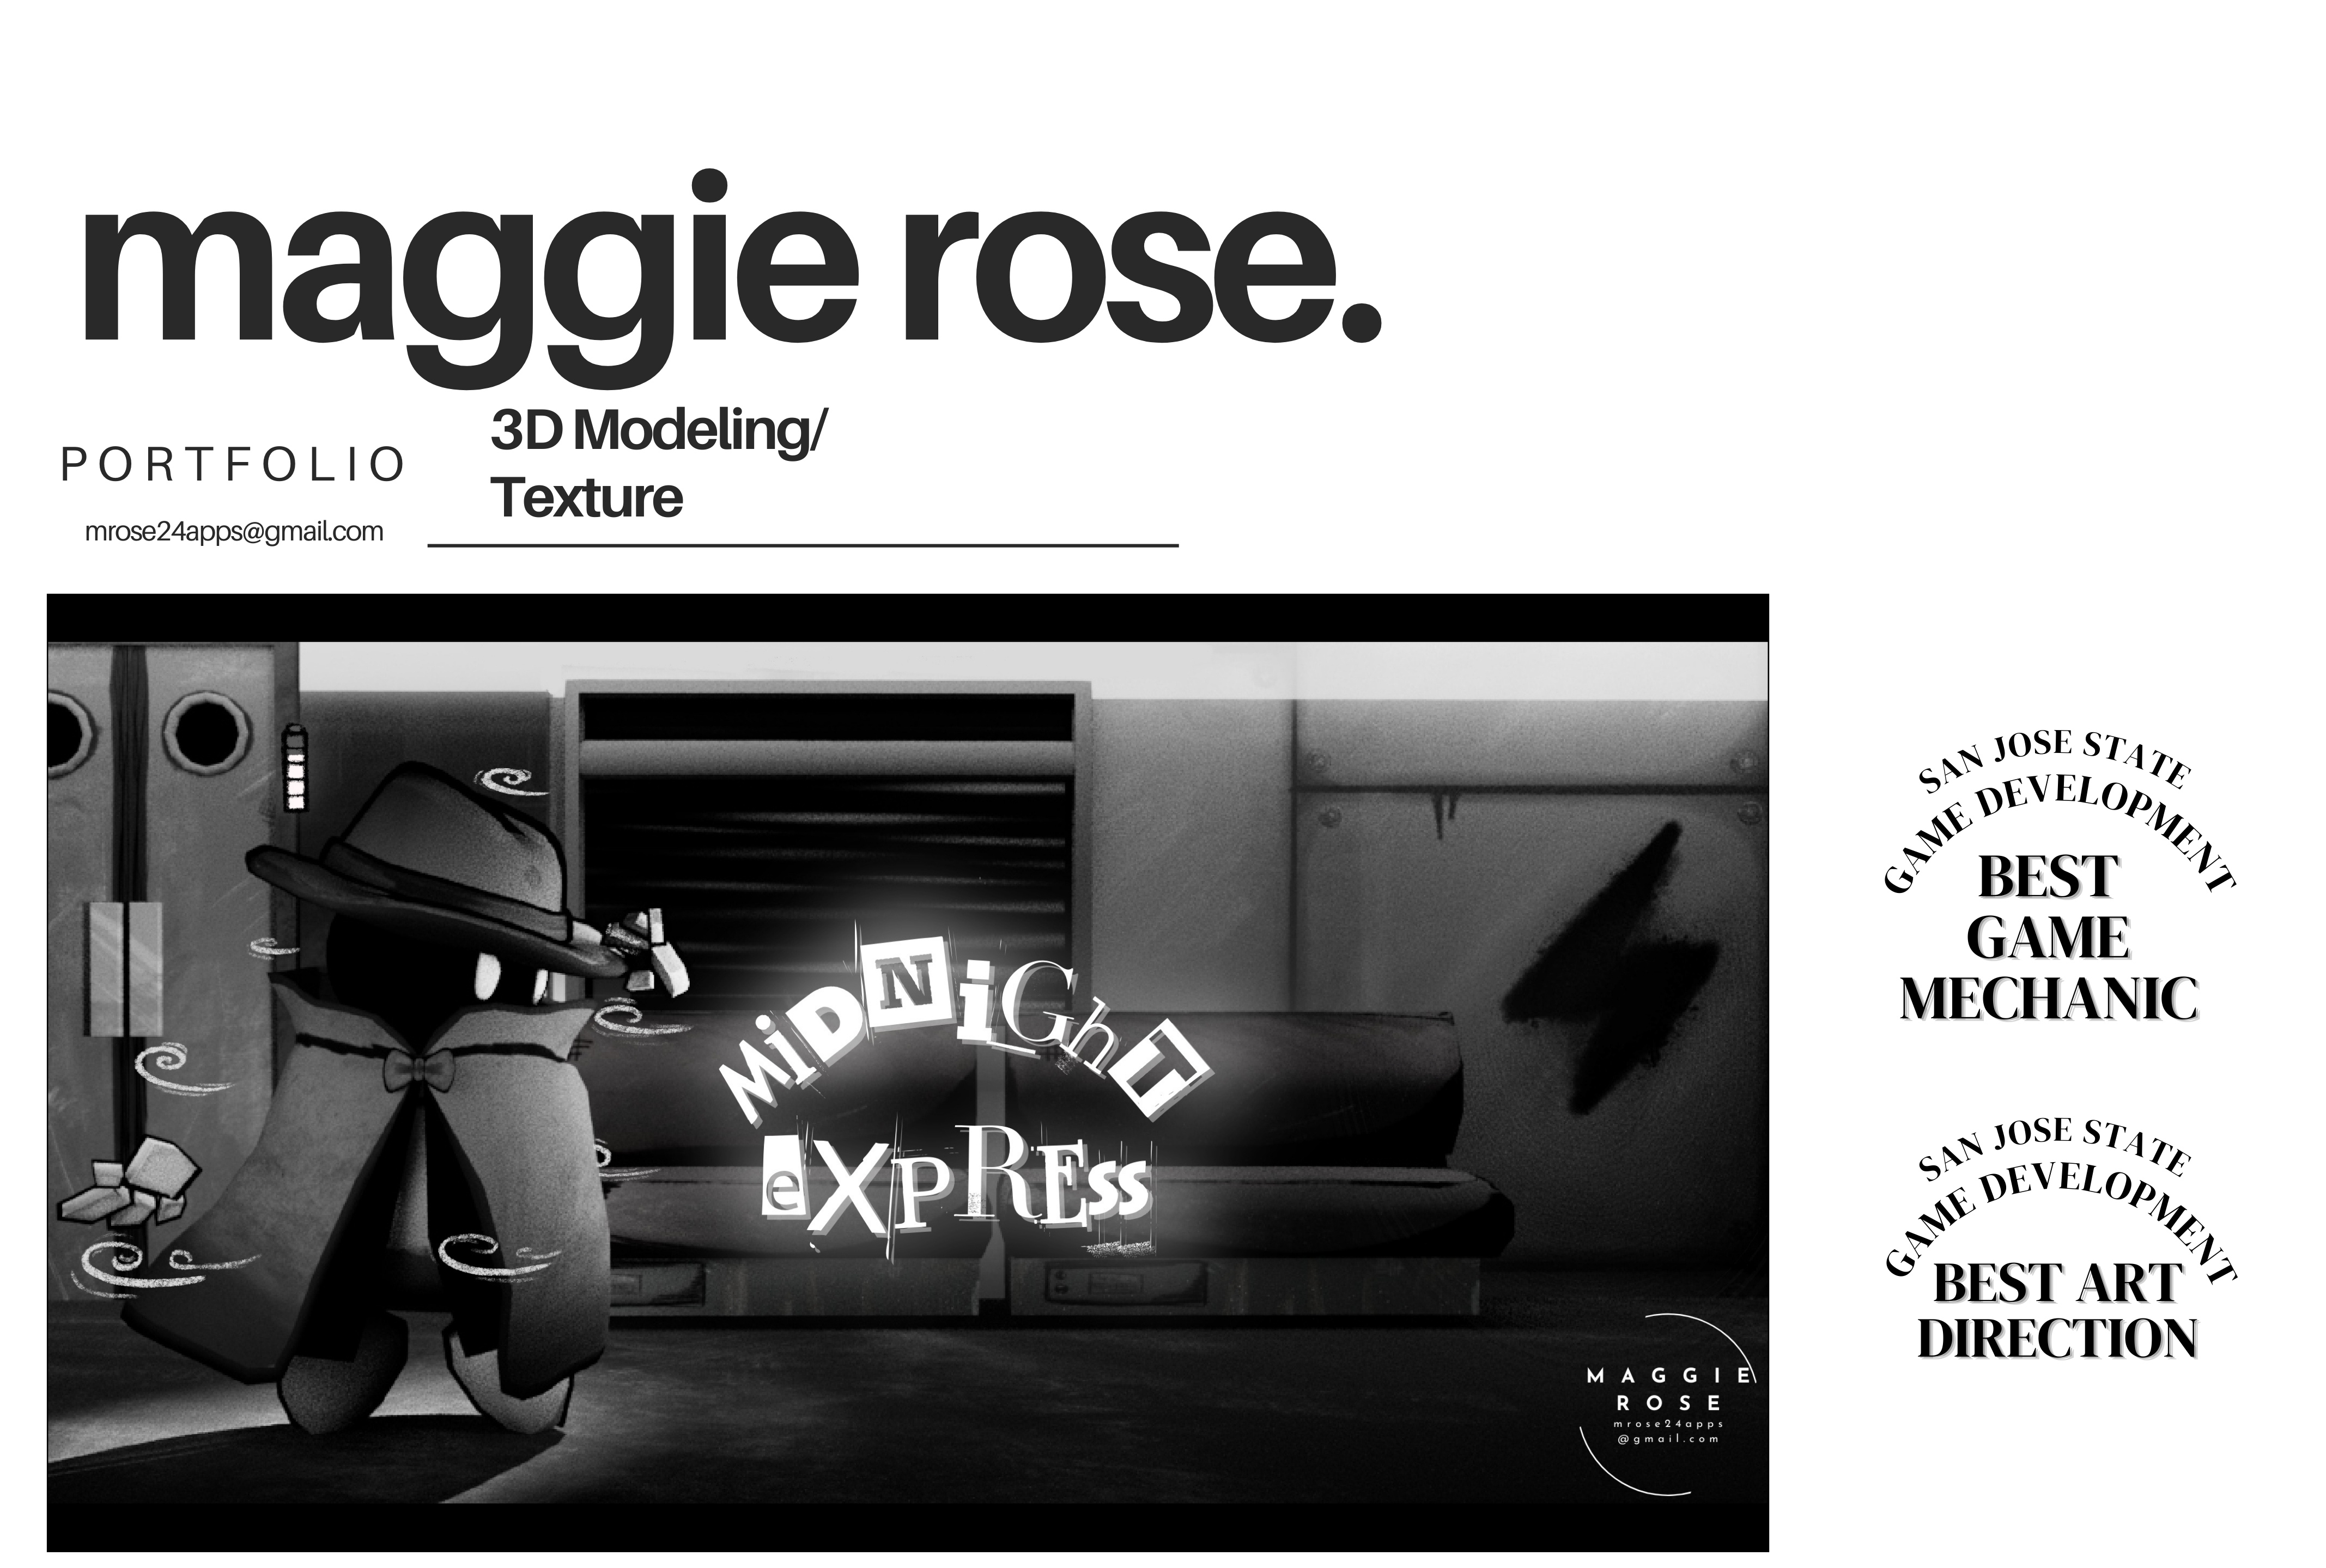 maggie rose.
PORTFOLIO
mrose24apps@gmail.com
3D Modeling/
Texture
MiDNiGhT
eXPREss
MAGGIE
ROSE
mrose24apps
@gmail.com
SAN JOSE STATE
GAME DEVELOPMENT
BEST
GAME
MECHANIC
SAN JOSE STATE
GAME DEVELOPMENT
BEST ART
DIRECTION